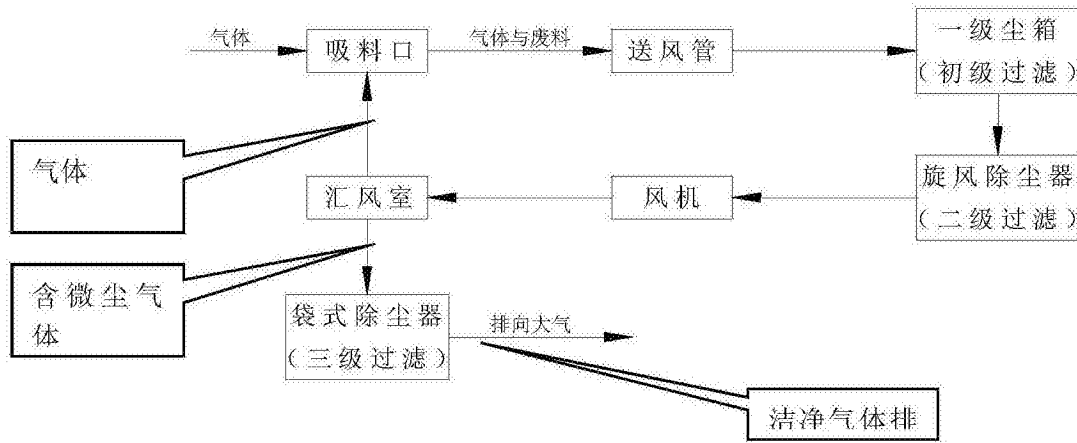 气体
吸料口
气体与废料
送风管
一级尘箱
（初级过滤）
气体
汇风室
风机
旋风除尘器
（二级过滤）
含微尘气
体
袋式除尘器
（三级过滤）
排向大气
洁净气体排